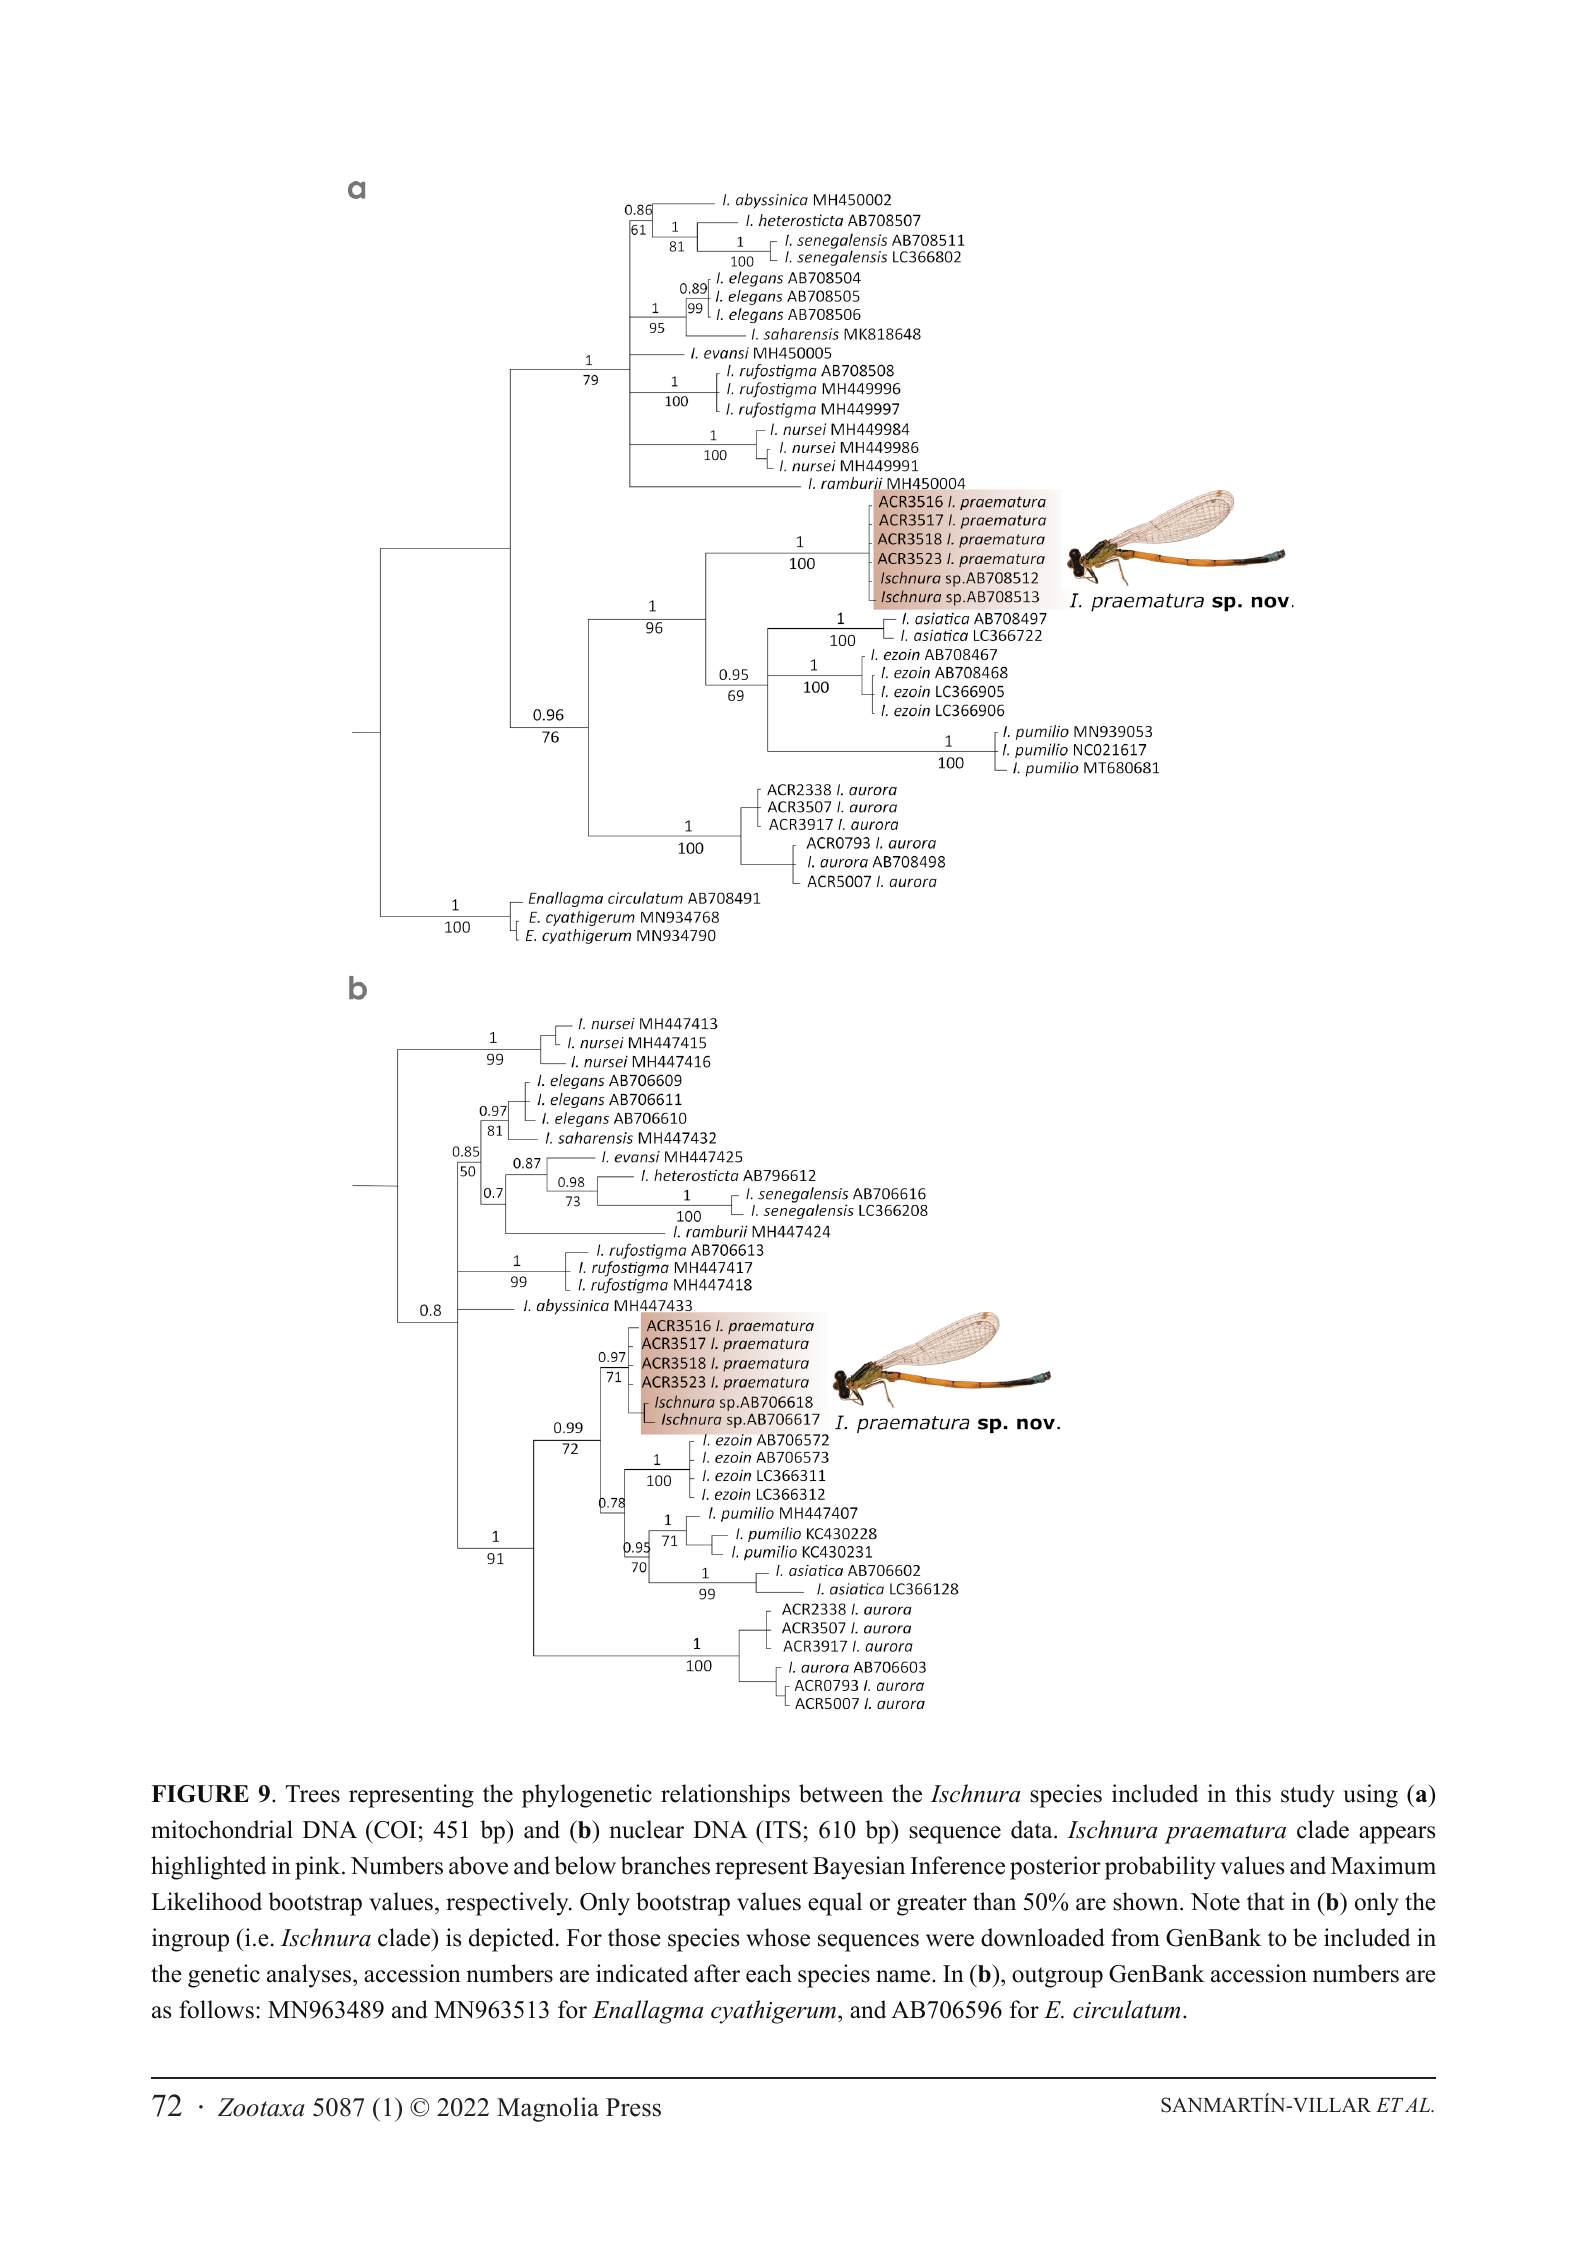 a
I. abyssinica MH450002
0.86
I. heterosticta AB708507
61
1
81
1
I. senegalensis AB708511
100
I. senegalensis LC366802
I. elegans AB708504
0.89
I. elegans AB708505
99
I. elegans AB708506
1
95
I. saharensis MK818648
I. evansi MH450005
1
79
I. rufostigma AB708508
1
I. rufostigma MH449996
100
I. rufostigma MH449997
I. nursei MH449984
1
I. nursei MH449986
100
I. nursei MH449991
I. ramburii MH450004
ACR3516 I. praematura
ACR3517 I. praematura
1
ACR3518 I. praematura
100
ACR3523 I. praematura
Ischnura sp.AB708512
Ischnura sp.AB708513
I. praematura sp. nov.
1
96
1
I. asiatica AB708497
100
I. asiatica LC366722
I. ezoin AB708467
1
I. ezoin AB708468
100
I. ezoin LC366905
0.95
69
I. ezoin LC366906
0.96
76
I. pumilio MN939053
1
I. pumilio NC021617
100
I. pumilio MT680681
ACR2338 I. aurora
ACR3507 I. aurora
1
ACR3917 I. aurora
100
ACR0793 I. aurora
I. aurora AB708498
ACR5007 I. aurora
Enallagma circulatum AB708491
1
E. cyathigerum MN934768
100
E. cyathigerum MN934790
b
I. nursei MH447413
1
I. nursei MH447415
99
I. nursei MH447416
I. elegans AB706609
I. elegans AB706611
0.97
I. elegans AB706610
81
I. saharensis MH447432
0.85
50
I. evansi MH447425
0.87
I. heterosticta AB796612
0.98
73
0.7
1
I. senegalensis AB706616
100
I. senegalensis LC366208
I. ramburii MH447424
I. rufostigma AB706613
1
I. rufostigma MH447417
99
I. rufostigma MH447418
I. abyssinica MH447433
0.8
ACR3516 I. praematura
ACR3517 I. praematura
0.97
ACR3518 I. praematura
71
ACR3523 I. praematura
Ischnura sp.AB706618
Ischnura sp.AB706617
I. praematura sp. nov.
0.99
72
I. ezoin AB706572
1
I. ezoin AB706573
100
I. ezoin LC366311
I. ezoin LC366312
0.78
I. pumilio MH447407
1
71
I. pumilio KC430228
0.95
I. pumilio KC430231
70
1
91
1
I. asiatica AB706602
99
I. asiatica LC366128
ACR2338 I. aurora
ACR3507 I. aurora
1
ACR3917 I. aurora
100
I. aurora AB706603
ACR0793 I. aurora
ACR5007 I. aurora
FIGURE 9. Trees representing the phylogenetic relationships between the Ischnura species included in this study using (a)
mitochondrial DNA (COI; 451 bp) and (b) nuclear DNA (ITS; 610 bp) sequence data. Ischnura praematura clade appears
highlighted in pink. Numbers above and below branches represent Bayesian Inference posterior probability values and Maximum
Likelihood bootstrap values, respectively. Only bootstrap values equal or greater than 50% are shown. Note that in (b) only the
ingroup (i.e. Ischnura clade) is depicted. For those species whose sequences were downloaded from GenBank to be included in
the genetic analyses, accession numbers are indicated after each species name. In (b), outgroup GenBank accession numbers are
as follows: MN963489 and MN963513 for Enallagma cyathigerum, and AB706596 for E. circulatum.
72 · Zootaxa 5087 (1) © 2022 Magnolia Press
SANMARTÍN-VILLAR ET AL.